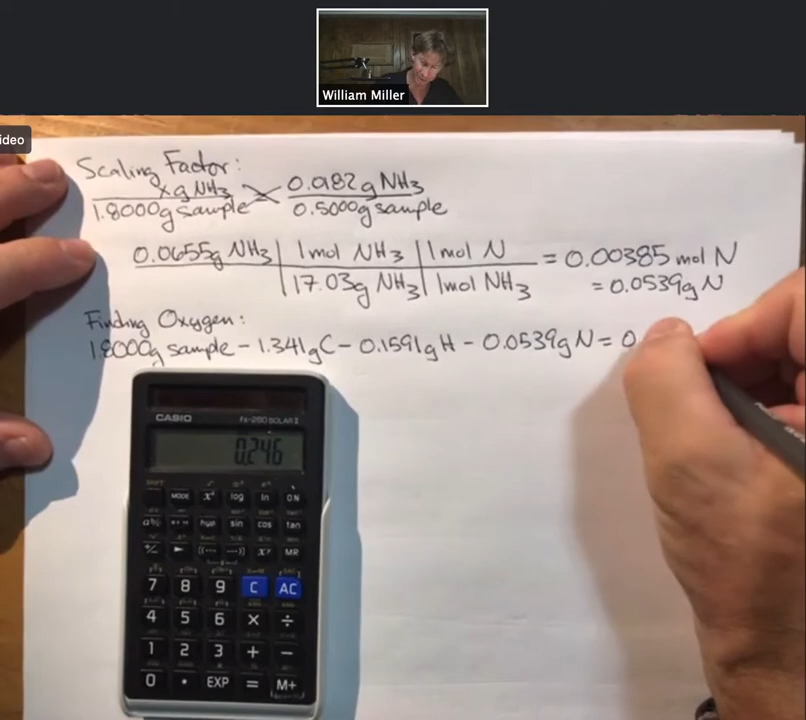 William Miller
ideo
Scaling Factor:
x g NH3 0.0182 g NH3
1.8000g sample 0.5000g sample
0.0655g NH3 | 1 mol NH3 | 1 mol N = 0.00385 mol N
17.03g NH3 | 1mol NH3 = 0.0539g N
Finding Oxygen:
1.8000g sample - 1.341g C - 0.1591g H - 0.0539g N = 0.
CASIO fx-260 SOLAR II
0.246
SHIFT
MODE x² log ln ON
a b/c hyp sin cos tan
+/- ► ((--- ---)) xʸ MR
7 8 9 C AC
4 5 6 × ÷
1 2 3 + −
0 • EXP = M+